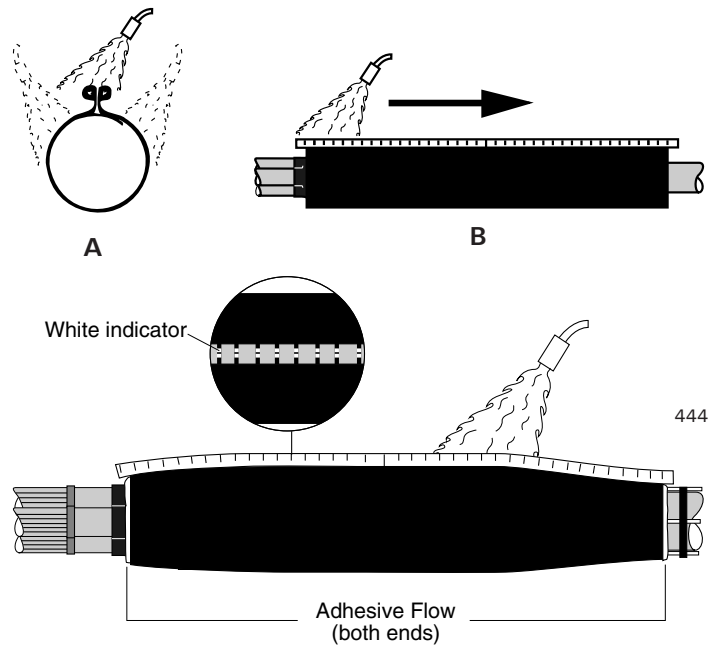 A
B
White indicator
444
Adhesive Flow
(both ends)